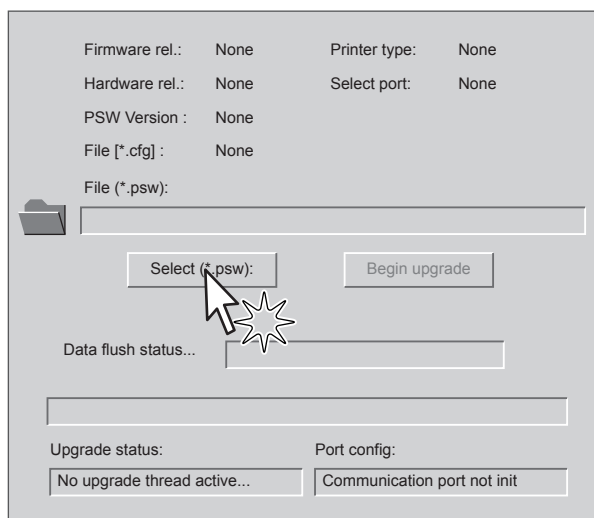 Firmware rel.: None Printer type: None
Hardware rel.: None Select port: None
PSW Version : None
File [*.cfg] : None
File (*.psw):
Select (*.psw): Begin upgrade
Data flush status...
Upgrade status: Port config:
No upgrade thread active... Communication port not init